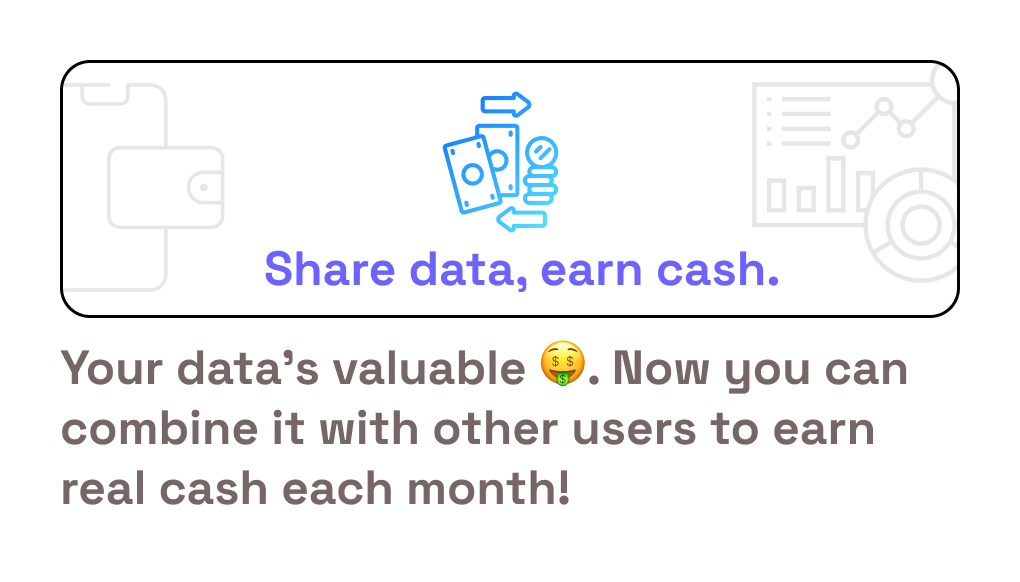 Share data, earn cash.
Your data’s valuable 🤑. Now you can
combine it with other users to earn
real cash each month!